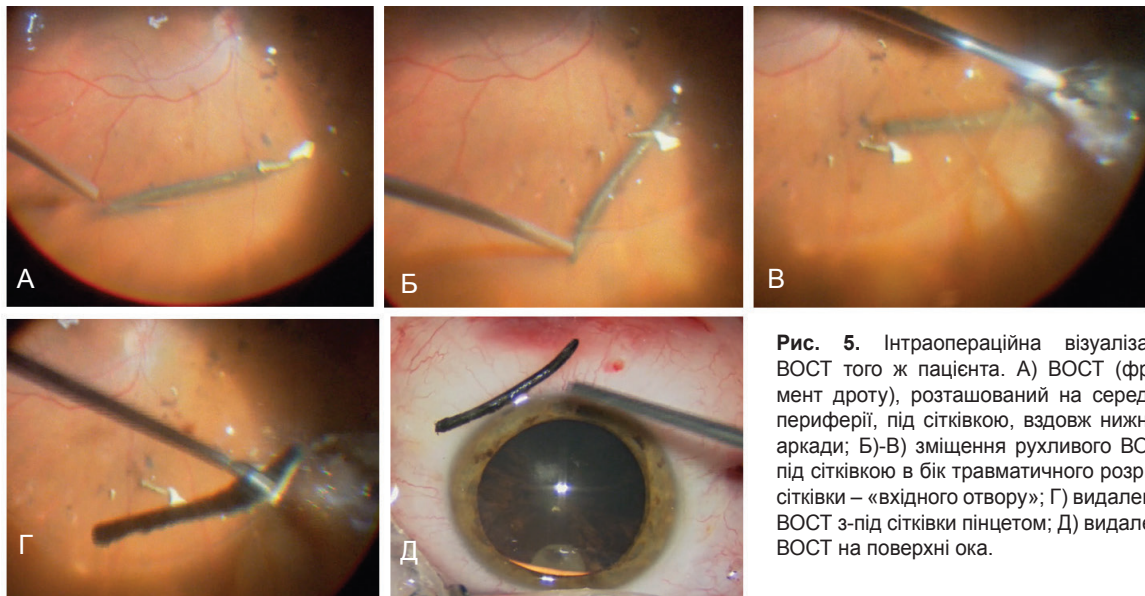 А
Б
В
Г
Д
Рис. 5. Інтраопераційна візуаліза
ВОСТ того ж пацієнта. А) ВОСТ (фр
мент дроту), розташований на серед
периферії, під сітківкою, вздовж нижн
аркади; Б)-В) зміщення рухливого ВО
під сітківкою в бік травматичного розр
сітківки – «вхідного отвору»; Г) видален
ВОСТ з-під сітківки пінцетом; Д) видале
ВОСТ на поверхні ока.